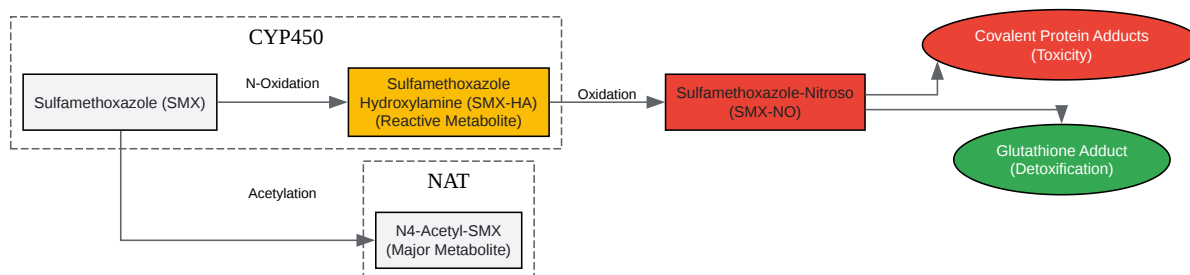 CYP450
Sulfamethoxazole (SMX)
N-Oxidation
Sulfamethoxazole
Hydroxylamine (SMX-HA)
(Reactive Metabolite)
Oxidation
Sulfamethoxazole-Nitroso
(SMX-NO)
Covalent Protein Adducts
(Toxicity)
Glutathione Adduct
(Detoxification)
Acetylation
NAT
N4-Acetyl-SMX
(Major Metabolite)